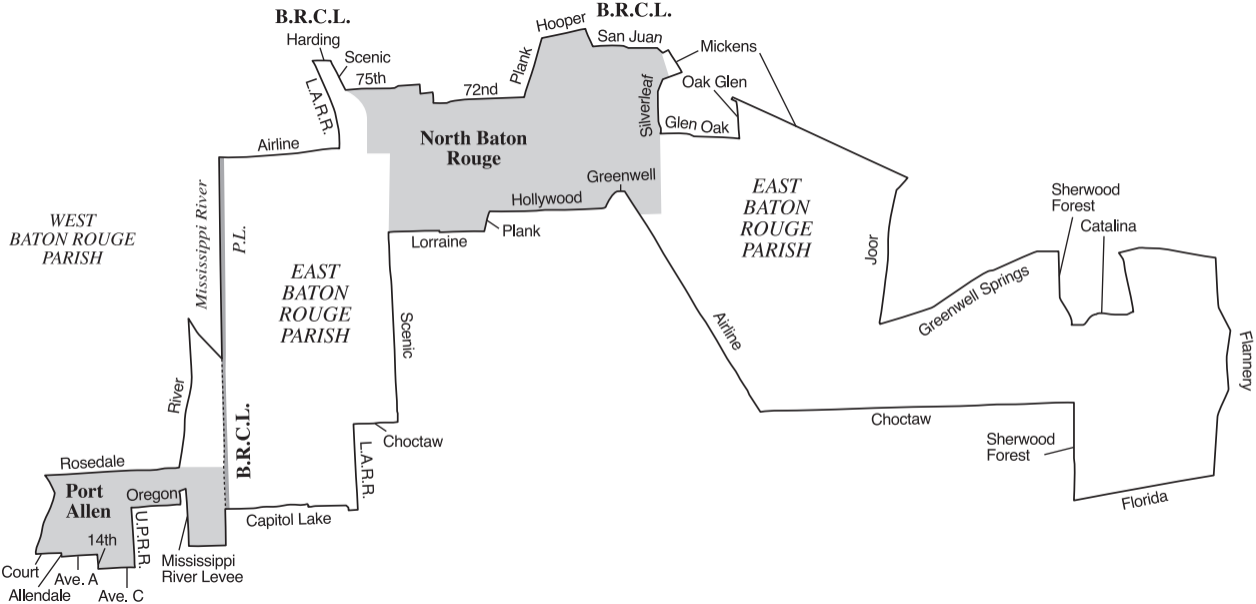 B.R.C.L.
Harding
Scenic
75th
L.A.R.R.
72nd
Plank
Hooper
B.R.C.L.
San Juan
Mickens
Oak Glen
Silverleaf
Glen Oak
Airline
North Baton
Rouge
Greenwell
Hollywood
Plank
Lorraine
WEST
BATON ROUGE
PARISH
Mississippi River
P.L.
EAST
BATON
ROUGE
PARISH
EAST
BATON
ROUGE
PARISH
Joor
Sherwood
Forest
Catalina
Greenwell Springs
Flannery
Scenic
Airline
River
B.R.C.L.
Choctaw
L.A.R.R.
Choctaw
Sherwood
Forest
Florida
Rosedale
Port
Allen
Oregon
U.P.R.R.
14th
Capitol Lake
Mississippi
River Levee
Court
Allendale
Ave. A
Ave. C